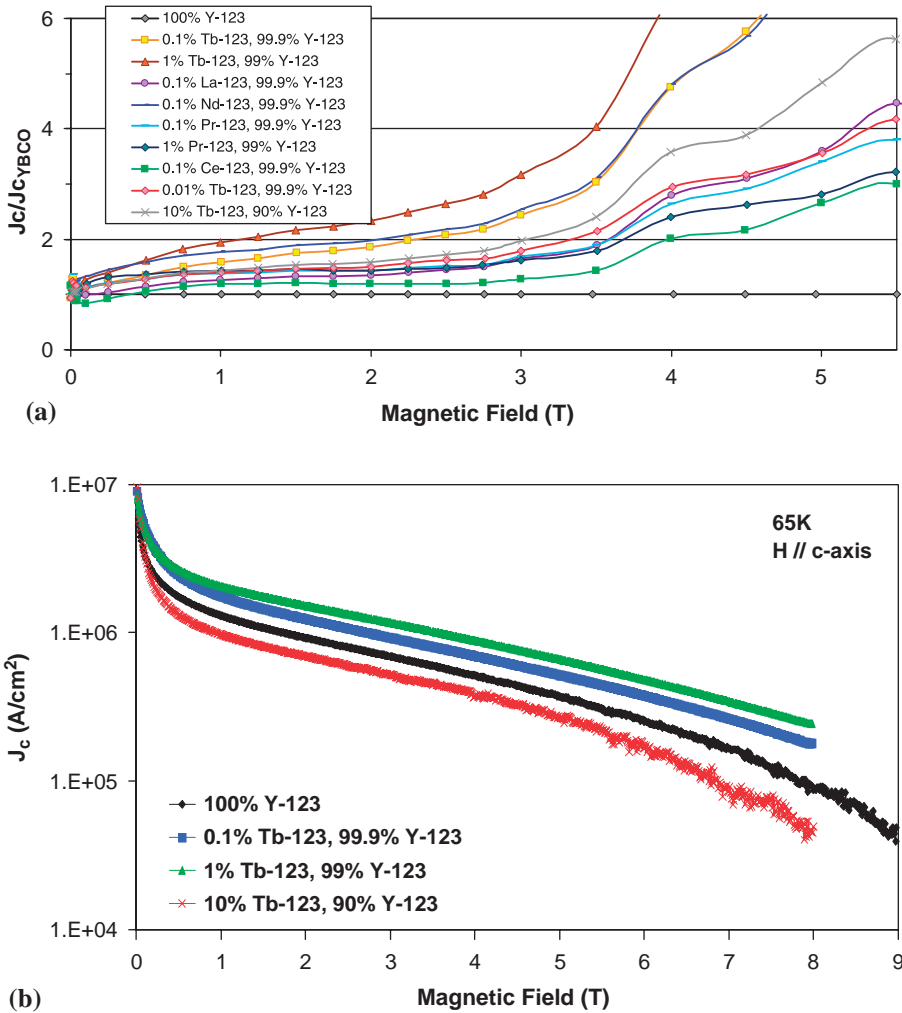 6
4
2
0
Jc/JcYBCO
100% Y-123
0.1% Tb-123, 99.9% Y-123
1% Tb-123, 99% Y-123
0.1% La-123, 99.9% Y-123
0.1% Nd-123, 99.9% Y-123
0.1% Pr-123, 99.9% Y-123
1% Pr-123, 99% Y-123
0.1% Ce-123, 99.9% Y-123
0.01% Tb-123, 99.9% Y-123
10% Tb-123, 90% Y-123
0 1 2 3 4 5
(a)
Magnetic Field (T)
1.E+07
1.E+06
1.E+05
1.E+04
Jc (A/cm²)
65K
H // c-axis
100% Y-123
0.1% Tb-123, 99.9% Y-123
1% Tb-123, 99% Y-123
10% Tb-123, 90% Y-123
0 1 2 3 4 5 6 7 8 9
(b)
Magnetic Field (T)